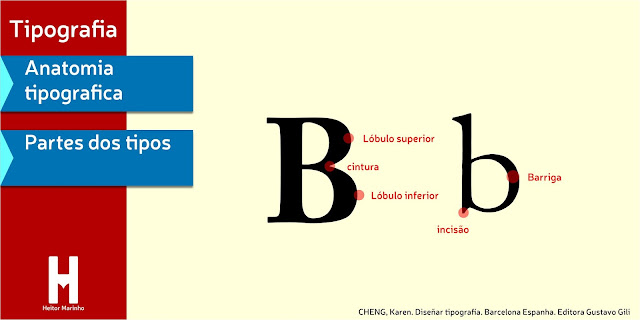 Tipografia
Anatomia
tipografica
Partes dos tipos
B b
Lóbulo superior
cintura
Lóbulo inferior
Barriga
incisão
H
Heitor Marinho
CHENG, Karen. Diseñar tipografía. Barcelona Espanha. Editora Gustavo Gili